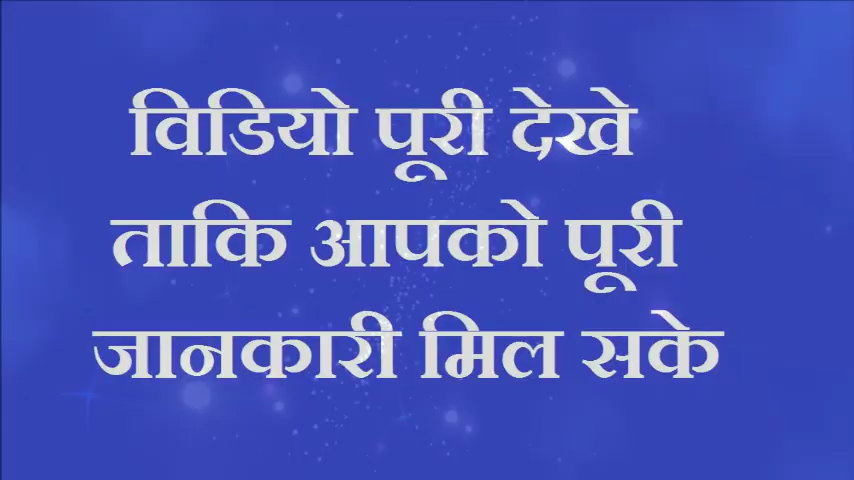 विडियो पूरी देखे
ताकि आपको पूरी
जानकारी मिल सके